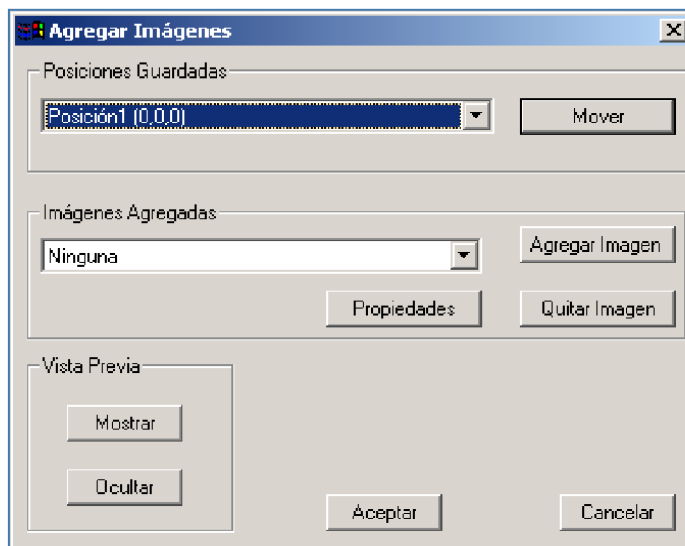 Agregar Imágenes
Posiciones Guardadas
Posición1 (0,0,0)
Mover
Imágenes Agregadas
Ninguna
Agregar Imagen
Propiedades
Quitar Imagen
Vista Previa
Mostrar
Ocultar
Aceptar
Cancelar